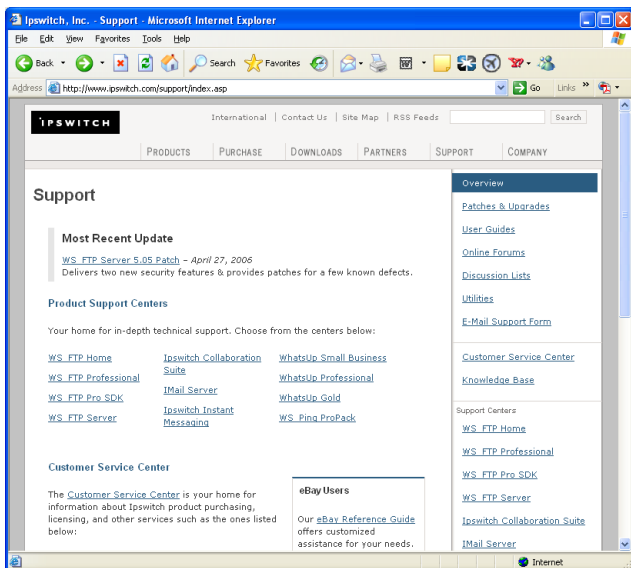 Ipswitch, Inc. - Support - Microsoft Internet Explorer
File Edit View Favorites Tools Help
Back Search Favorites
Address http://www.ipswitch.com/support/index.asp Go Links »
IPSWITCH
International | Contact Us | Site Map | RSS Feeds Search
PRODUCTS PURCHASE DOWNLOADS PARTNERS SUPPORT COMPANY
Support
Most Recent Update
WS_FTP Server 5.05 Patch – April 27, 2006
Delivers two new security features & provides patches for a few known defects.
Product Support Centers
Your home for in-depth technical support. Choose from the centers below:
WS_FTP Home
WS_FTP Professional
WS_FTP Pro SDK
WS_FTP Server
Ipswitch Collaboration
Suite
IMail Server
Ipswitch Instant
Messaging
WhatsUp Small Business
WhatsUp Professional
WhatsUp Gold
WS_Ping ProPack
Customer Service Center
The Customer Service Center is your home for
information about Ipswitch product purchasing,
licensing, and other services such as the ones listed
below:
eBay Users
Our eBay Reference Guide
offers customized
assistance for your needs.
Overview
Patches & Upgrades
User Guides
Online Forums
Discussion Lists
Utilities
E-Mail Support Form
Customer Service Center
Knowledge Base
Support Centers
WS_FTP Home
WS_FTP Professional
WS_FTP Pro SDK
WS_FTP Server
Ipswitch Collaboration Suite
IMail Server
Internet